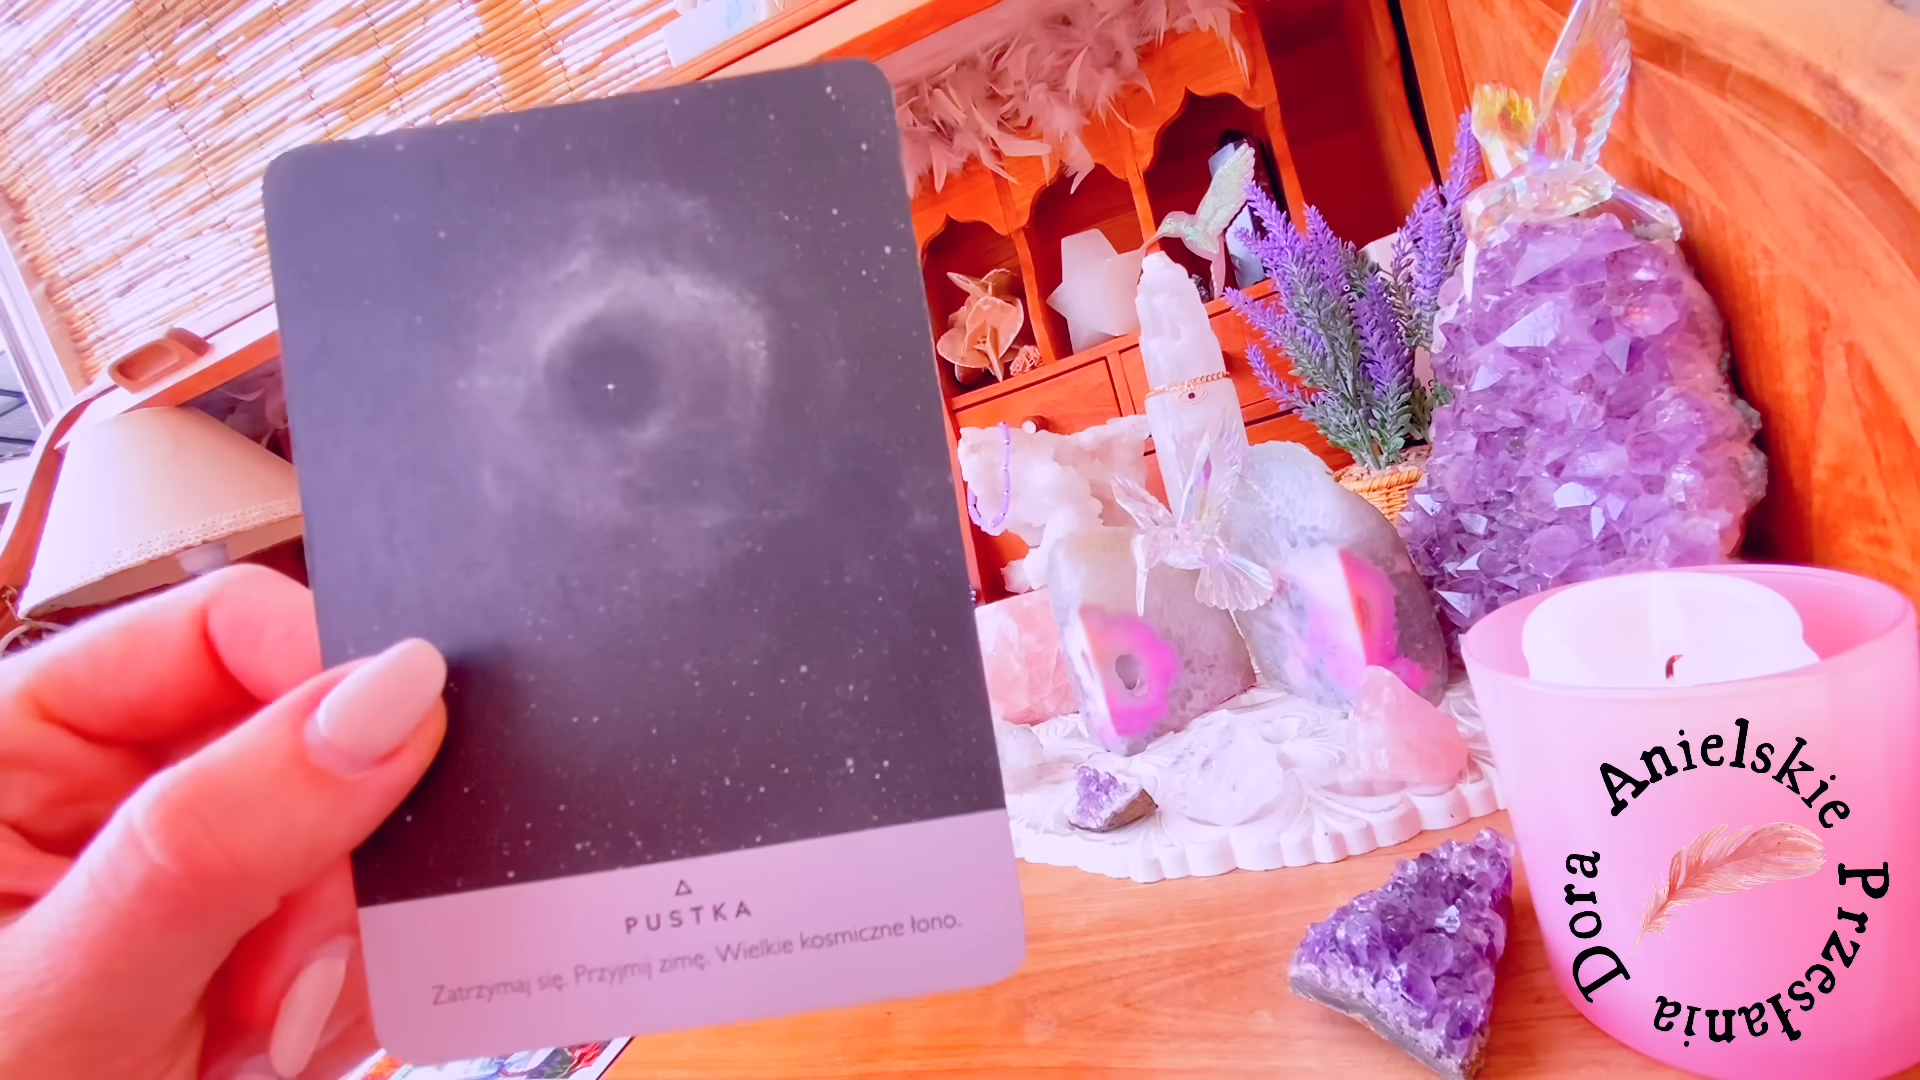 PUSTKA
Zatrzymaj się. Przyjmij zimę. Wielkie kosmiczne łono.
Anielskie Przesłania Dora